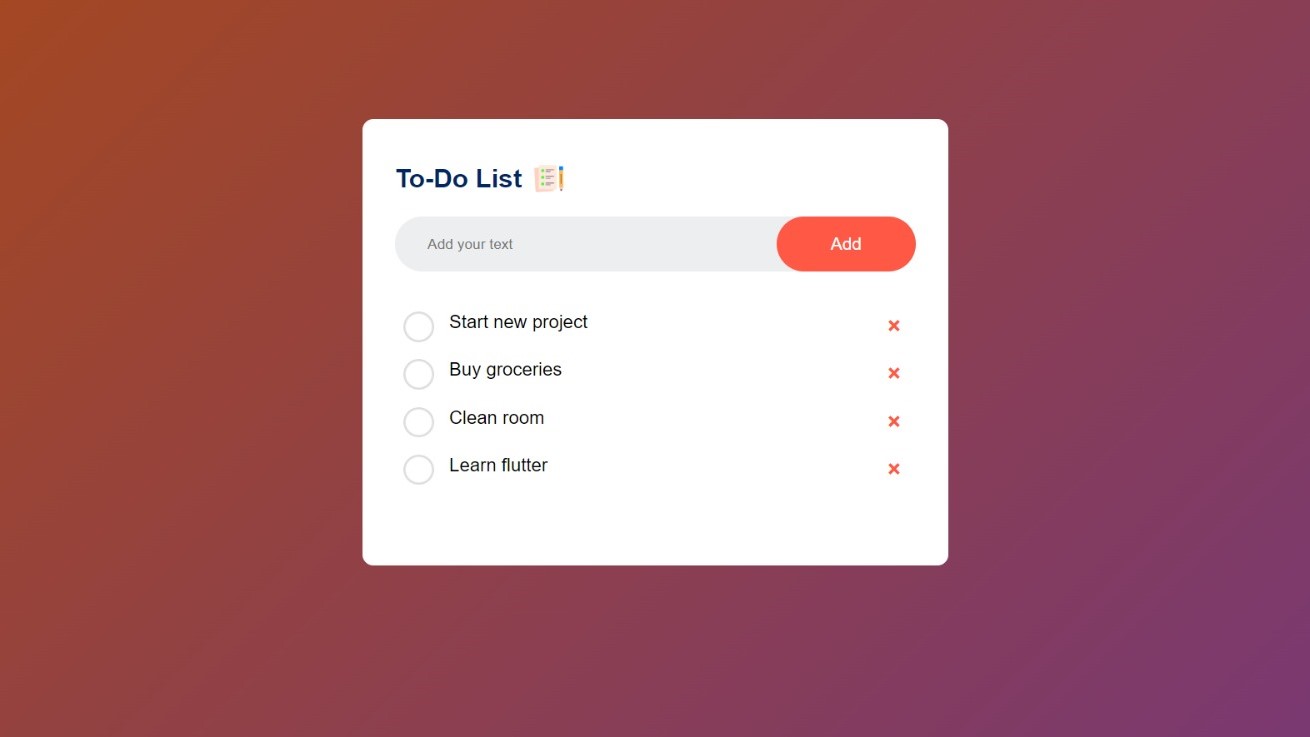 To-Do List
Add your text
Add
Start new project
Buy groceries
Clean room
Learn flutter